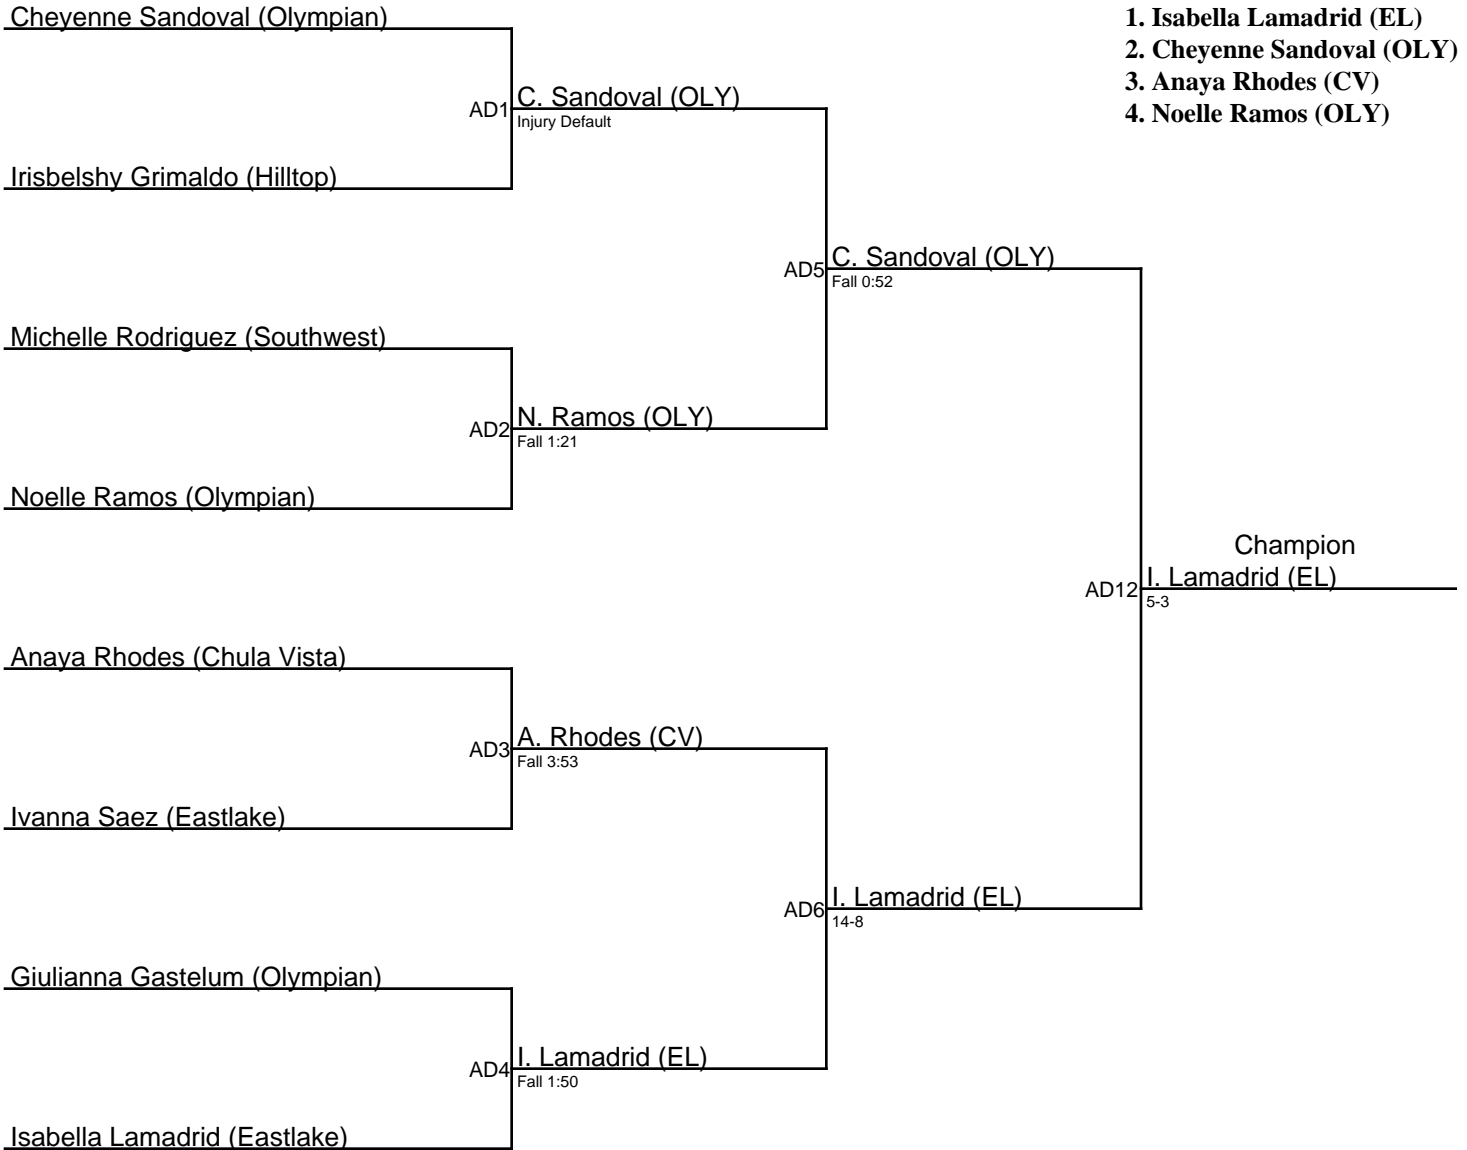 Cheyenne Sandoval (Olympian)
1. Isabella Lamadrid (EL)
2. Cheyenne Sandoval (OLY)
3. Anaya Rhodes (CV)
4. Noelle Ramos (OLY)
AD1 C. Sandoval (OLY)
Injury Default
Irisbelshy Grimaldo (Hilltop)
AD5 C. Sandoval (OLY)
Fall 0:52
Michelle Rodriguez (Southwest)
AD2 N. Ramos (OLY)
Fall 1:21
Noelle Ramos (Olympian)
Champion
AD12 I. Lamadrid (EL)
5-3
Anaya Rhodes (Chula Vista)
AD3 A. Rhodes (CV)
Fall 3:53
Ivanna Saez (Eastlake)
AD6 I. Lamadrid (EL)
14-8
Giulianna Gastelum (Olympian)
AD4 I. Lamadrid (EL)
Fall 1:50
Isabella Lamadrid (Eastlake)